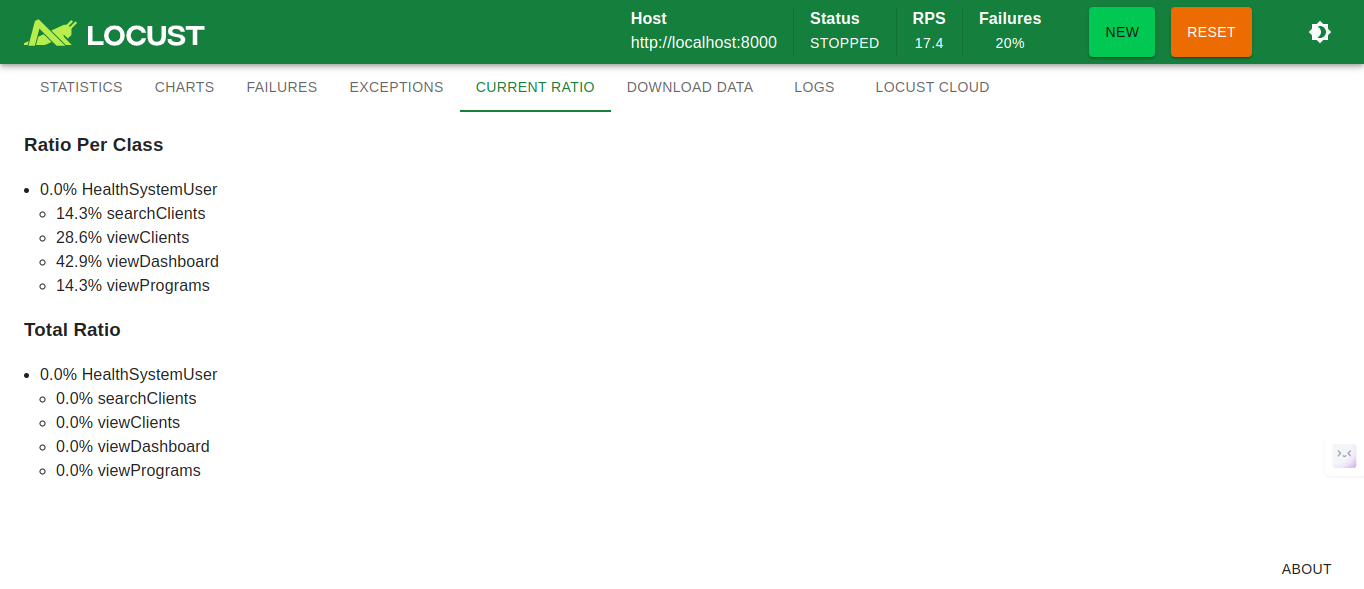 LOCUST
Host
http://localhost:8000
Status
STOPPED
RPS
17.4
Failures
20%
NEW
RESET
STATISTICS CHARTS FAILURES EXCEPTIONS CURRENT RATIO DOWNLOAD DATA LOGS LOCUST CLOUD
Ratio Per Class
0.0% HealthSystemUser
14.3% searchClients
28.6% viewClients
42.9% viewDashboard
14.3% viewPrograms
Total Ratio
0.0% HealthSystemUser
0.0% searchClients
0.0% viewClients
0.0% viewDashboard
0.0% viewPrograms
ABOUT